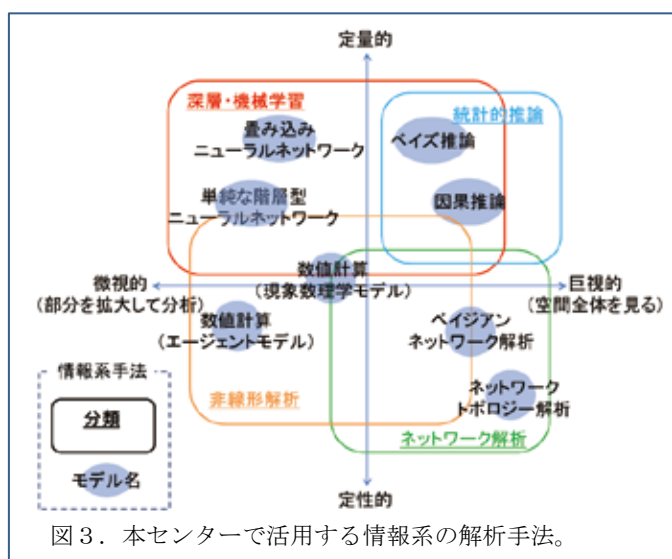 定量的
深層・機械学習
統計的推論
畳み込み
ニューラルネットワーク
ベイズ推論
単純な階層型
ニューラルネットワーク
因果推論
数値計算
(現象数理学モデル)
微視的
(部分を拡大して分析)
巨視的
(空間全体を見る)
数値計算
(エージェントモデル)
ベイジアン
ネットワーク解析
情報系手法
分類
モデル名
非線形解析
ネットワーク
トポロジー解析
ネットワーク解析
定性的
図3．本センターで活用する情報系の解析手法。